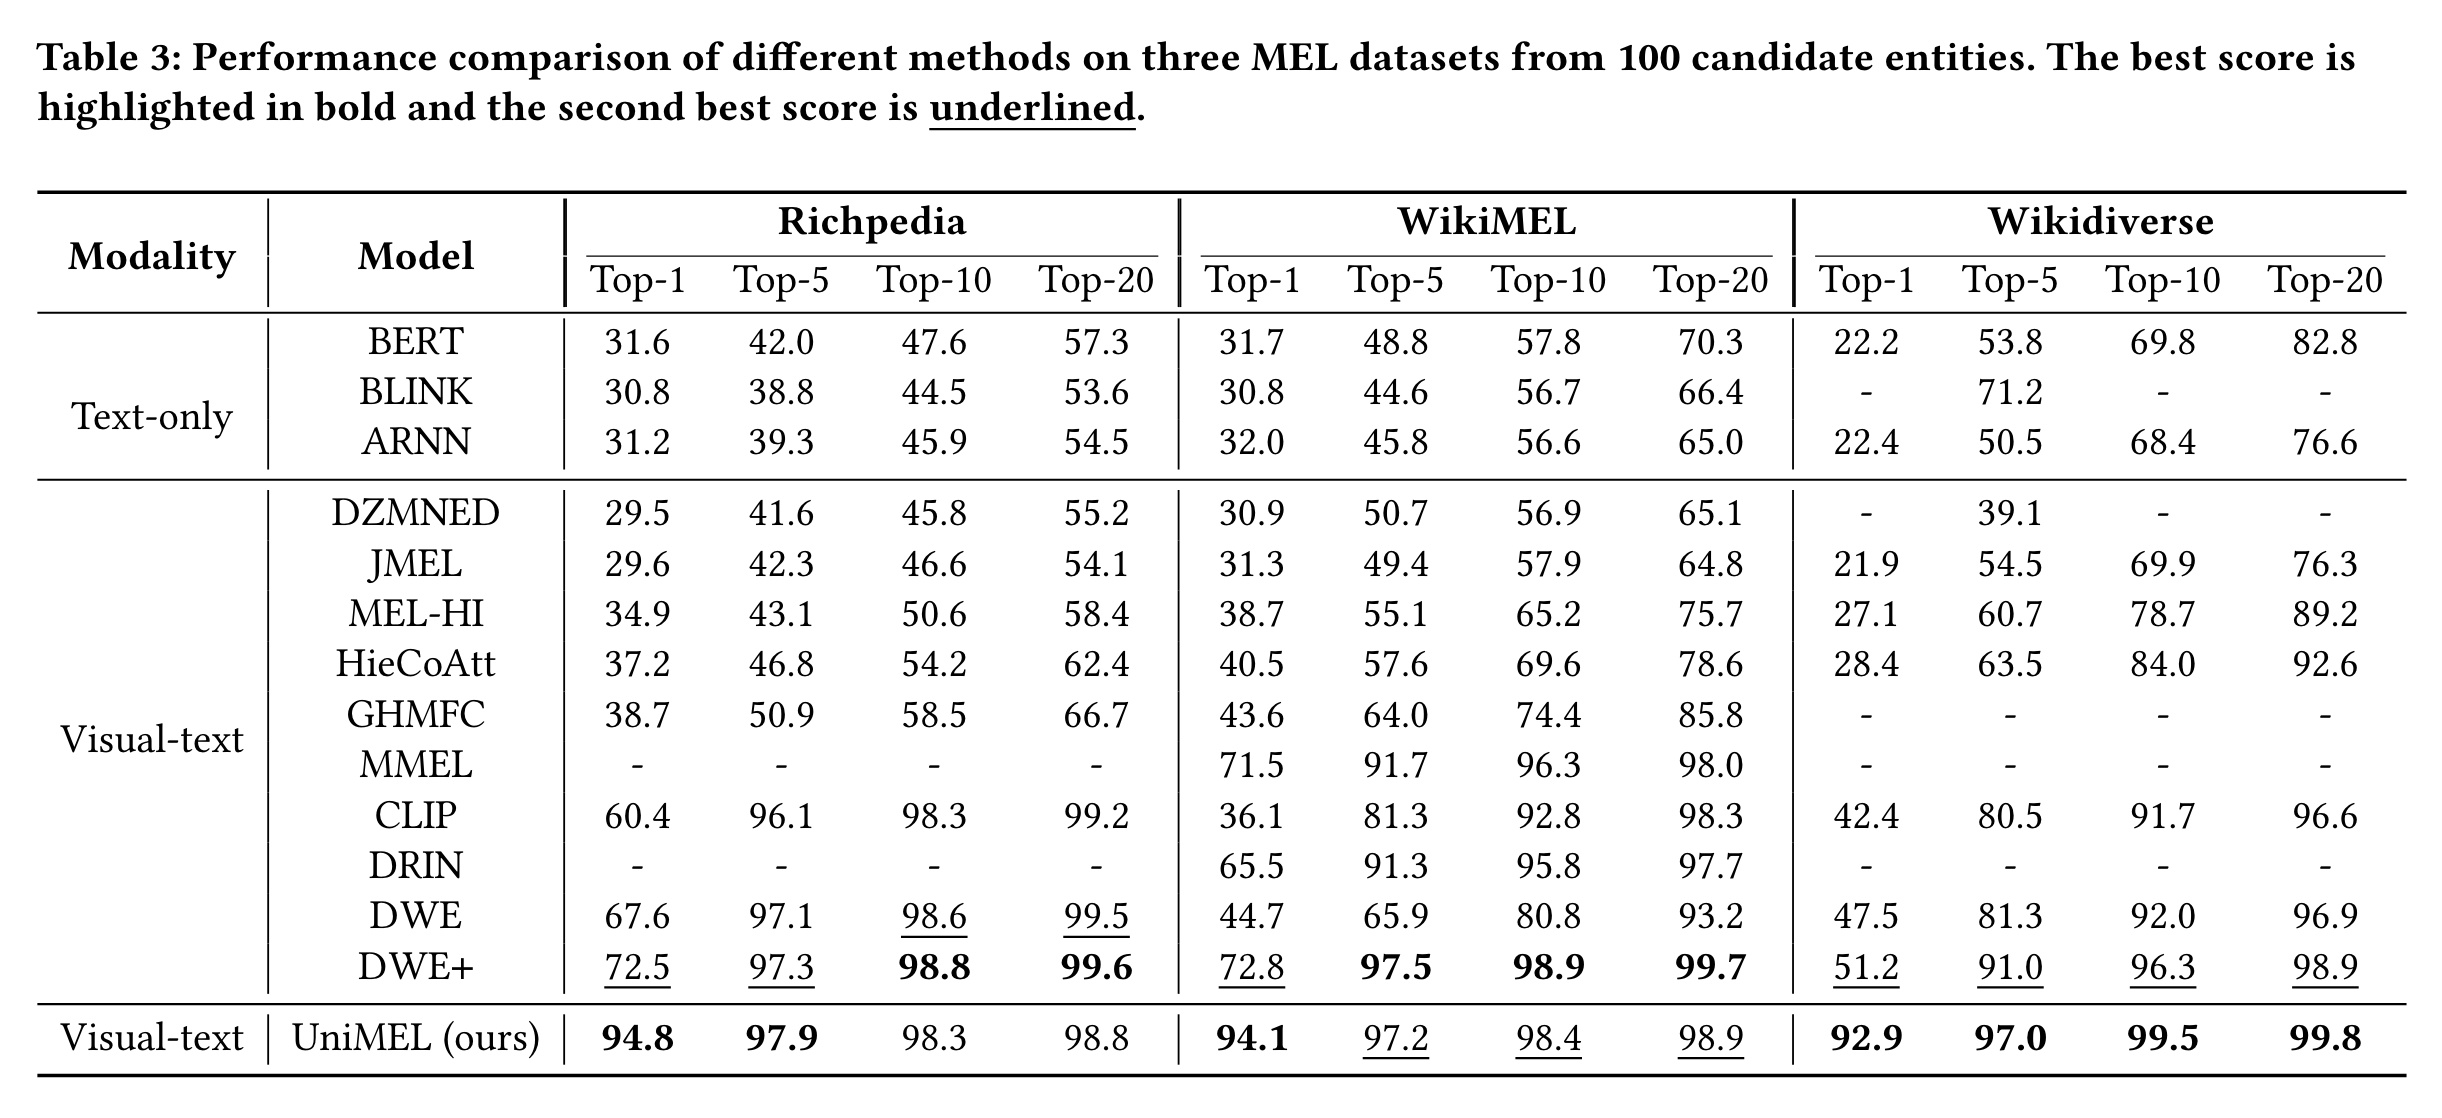 Table 3: Performance comparison of different methods on three MEL datasets from 100 candidate entities. The best score is
highlighted in bold and the second best score is underlined.
Modality Model Richpedia WikiMEL Wikidiverse
Top-1 Top-5 Top-10 Top-20 Top-1 Top-5 Top-10 Top-20 Top-1 Top-5 Top-10 Top-20
Text-only
BERT 31.6 42.0 47.6 57.3 31.7 48.8 57.8 70.3 22.2 53.8 69.8 82.8
BLINK 30.8 38.8 44.5 53.6 30.8 44.6 56.7 66.4 - 71.2 - -
ARNN 31.2 39.3 45.9 54.5 32.0 45.8 56.6 65.0 22.4 50.5 68.4 76.6
Visual-text
DZMNED 29.5 41.6 45.8 55.2 30.9 50.7 56.9 65.1 - 39.1 - -
JMEL 29.6 42.3 46.6 54.1 31.3 49.4 57.9 64.8 21.9 54.5 69.9 76.3
MEL-HI 34.9 43.1 50.6 58.4 38.7 55.1 65.2 75.7 27.1 60.7 78.7 89.2
HieCoAtt 37.2 46.8 54.2 62.4 40.5 57.6 69.6 78.6 28.4 63.5 84.0 92.6
GHMFC 38.7 50.9 58.5 66.7 43.6 64.0 74.4 85.8 - - - -
MMEL - - - - 71.5 91.7 96.3 98.0 - - - -
CLIP 60.4 96.1 98.3 99.2 36.1 81.3 92.8 98.3 42.4 80.5 91.7 96.6
DRIN - - - - 65.5 91.3 95.8 97.7 - - - -
DWE 67.6 97.1 98.6 99.5 44.7 65.9 80.8 93.2 47.5 81.3 92.0 96.9
DWE+ 72.5 97.3 98.8 99.6 72.8 97.5 98.9 99.7 51.2 91.0 96.3 98.9
Visual-text UniMEL (ours) 94.8 97.9 98.3 98.8 94.1 97.2 98.4 98.9 92.9 97.0 99.5 99.8